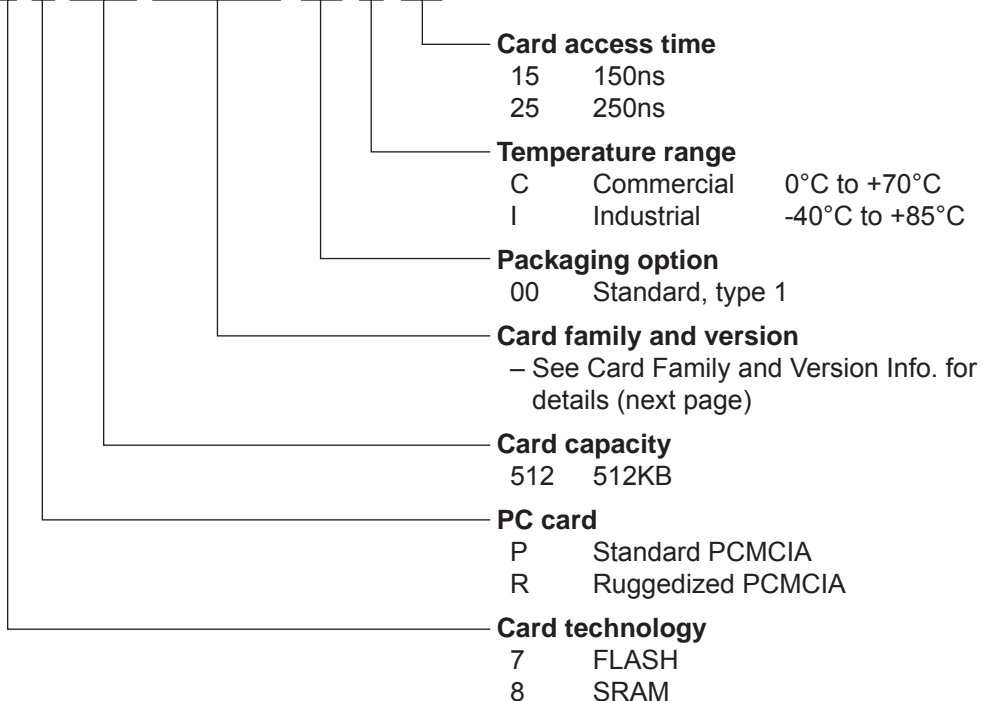 Card access time
15 150ns
25 250ns
Temperature range
C Commercial 0°C to +70°C
I Industrial -40°C to +85°C
Packaging option
00 Standard, type 1
Card family and version
– See Card Family and Version Info. for
details (next page)
Card capacity
512 512KB
PC card
P Standard PCMCIA
R Ruggedized PCMCIA
Card technology
7 FLASH
8 SRAM